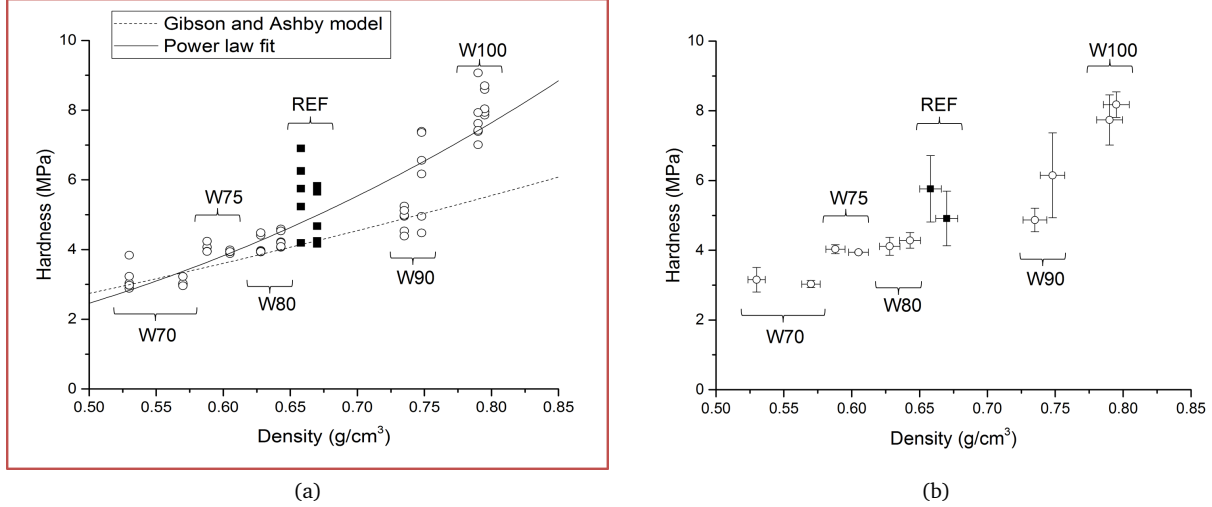 Gibson and Ashby model
Power law fit
10
8
6
4
2
0
0.50 0.55 0.60 0.65 0.70 0.75 0.80 0.85
Hardness (MPa)
Density (g/cm³)
W100
REF
W75
W90
W80
W70
(a)
10
8
6
4
2
0
0.50 0.55 0.60 0.65 0.70 0.75 0.80 0.85
Hardness (MPa)
Density (g/cm³)
W100
REF
W75
W90
W80
W70
(b)